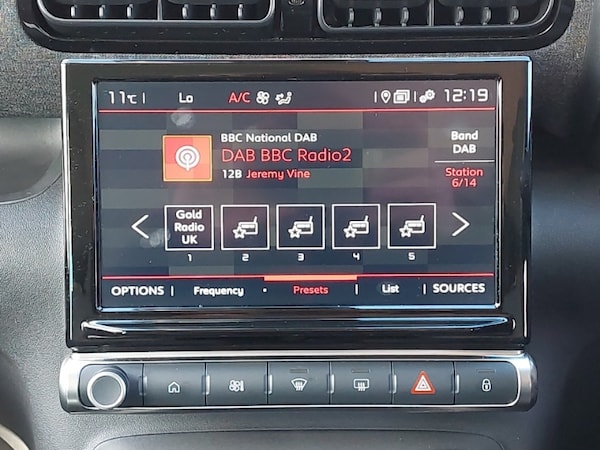 11°C Lo A/C 12:19
BBC National DAB
DAB BBC Radio2
12B Jeremy Vine
Band
DAB
Station
6/14
Gold
Radio
UK
1 2 3 4 5
OPTIONS Frequency Presets List SOURCES